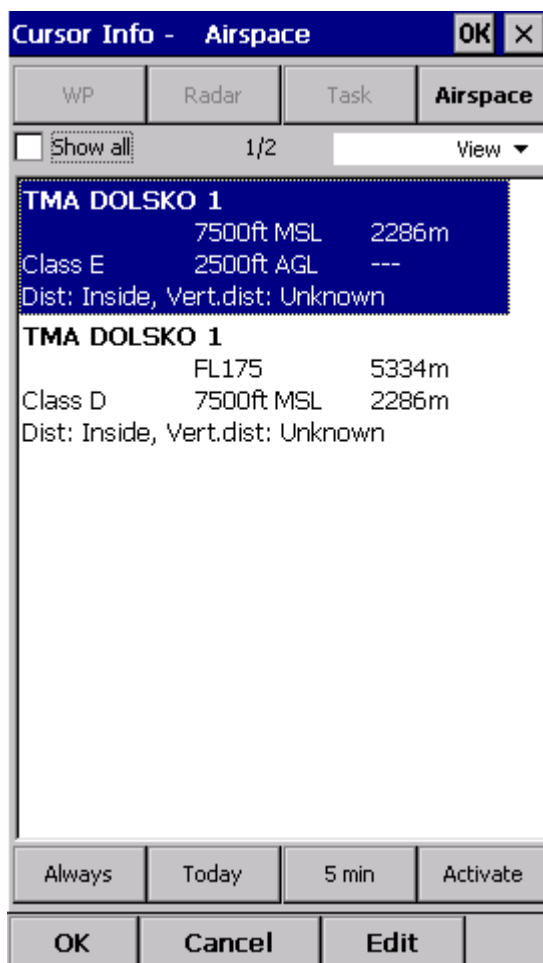 Cursor Info - Airspace OK ×
WP Radar Task Airspace
Show all 1/2 View
TMA DOLSKO 1
7500ft MSL 2286m
Class E 2500ft AGL ---
Dist: Inside, Vert.dist: Unknown
TMA DOLSKO 1
FL175 5334m
Class D 7500ft MSL 2286m
Dist: Inside, Vert.dist: Unknown
Always Today 5 min Activate
OK Cancel Edit